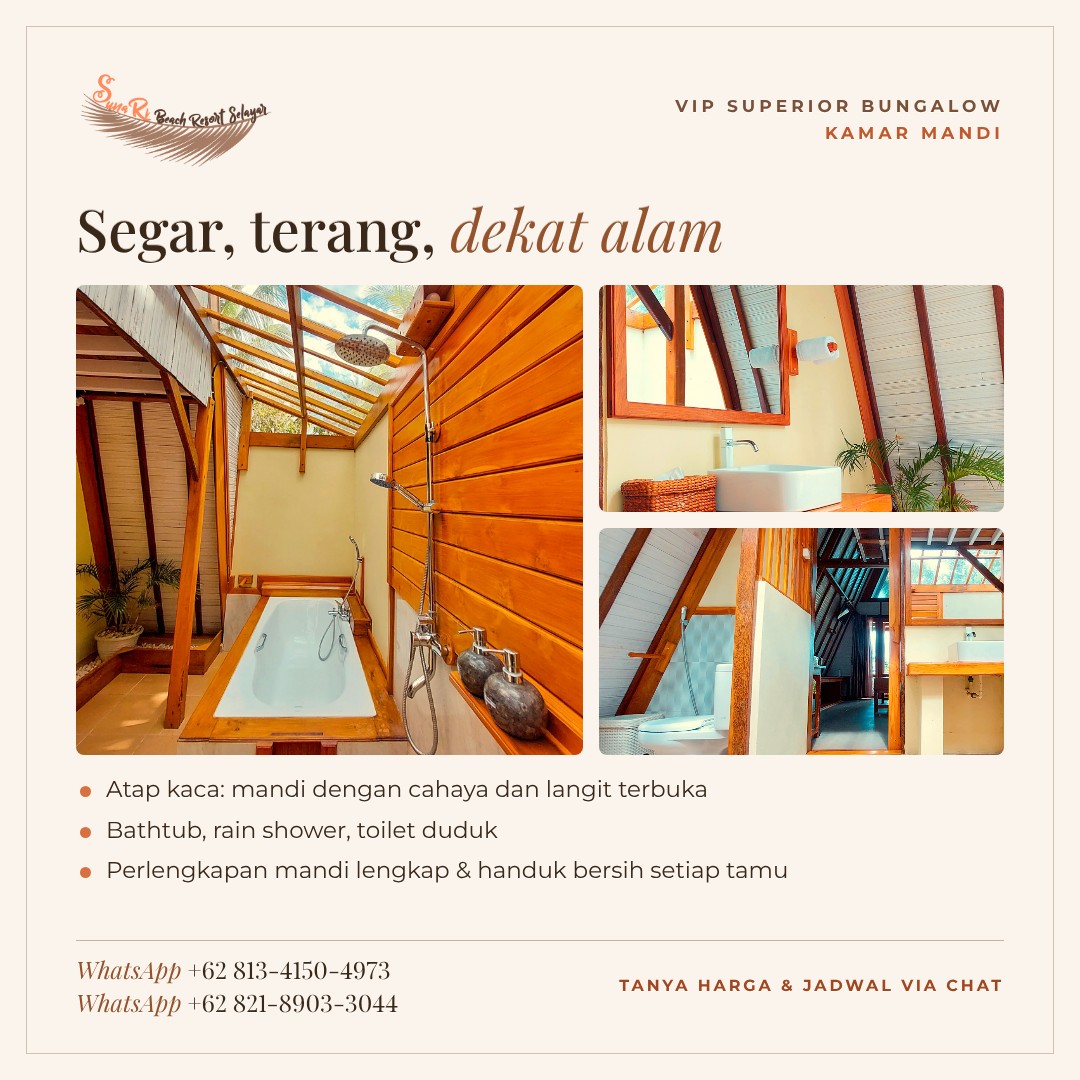 SunaRi Beach Resort Selayar
VIP SUPERIOR BUNGALOW
KAMAR MANDI
Segar, terang, dekat alam
Atap kaca: mandi dengan cahaya dan langit terbuka
Bathtub, rain shower, toilet duduk
Perlengkapan mandi lengkap & handuk bersih setiap tamu
WhatsApp +62 813-4150-4973
WhatsApp +62 821-8903-3044
TANYA HARGA & JADWAL VIA CHAT